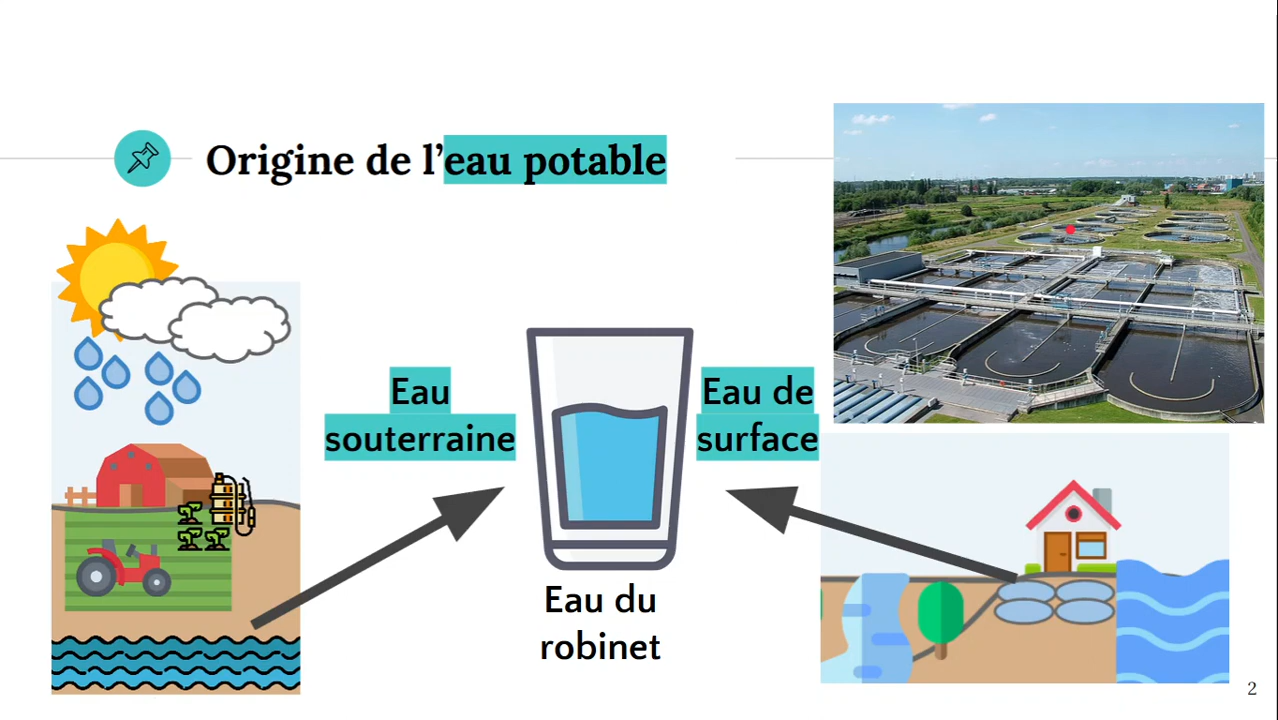 Origine de l’eau potable
Eau
souterraine
Eau de
surface
Eau du
robinet
2